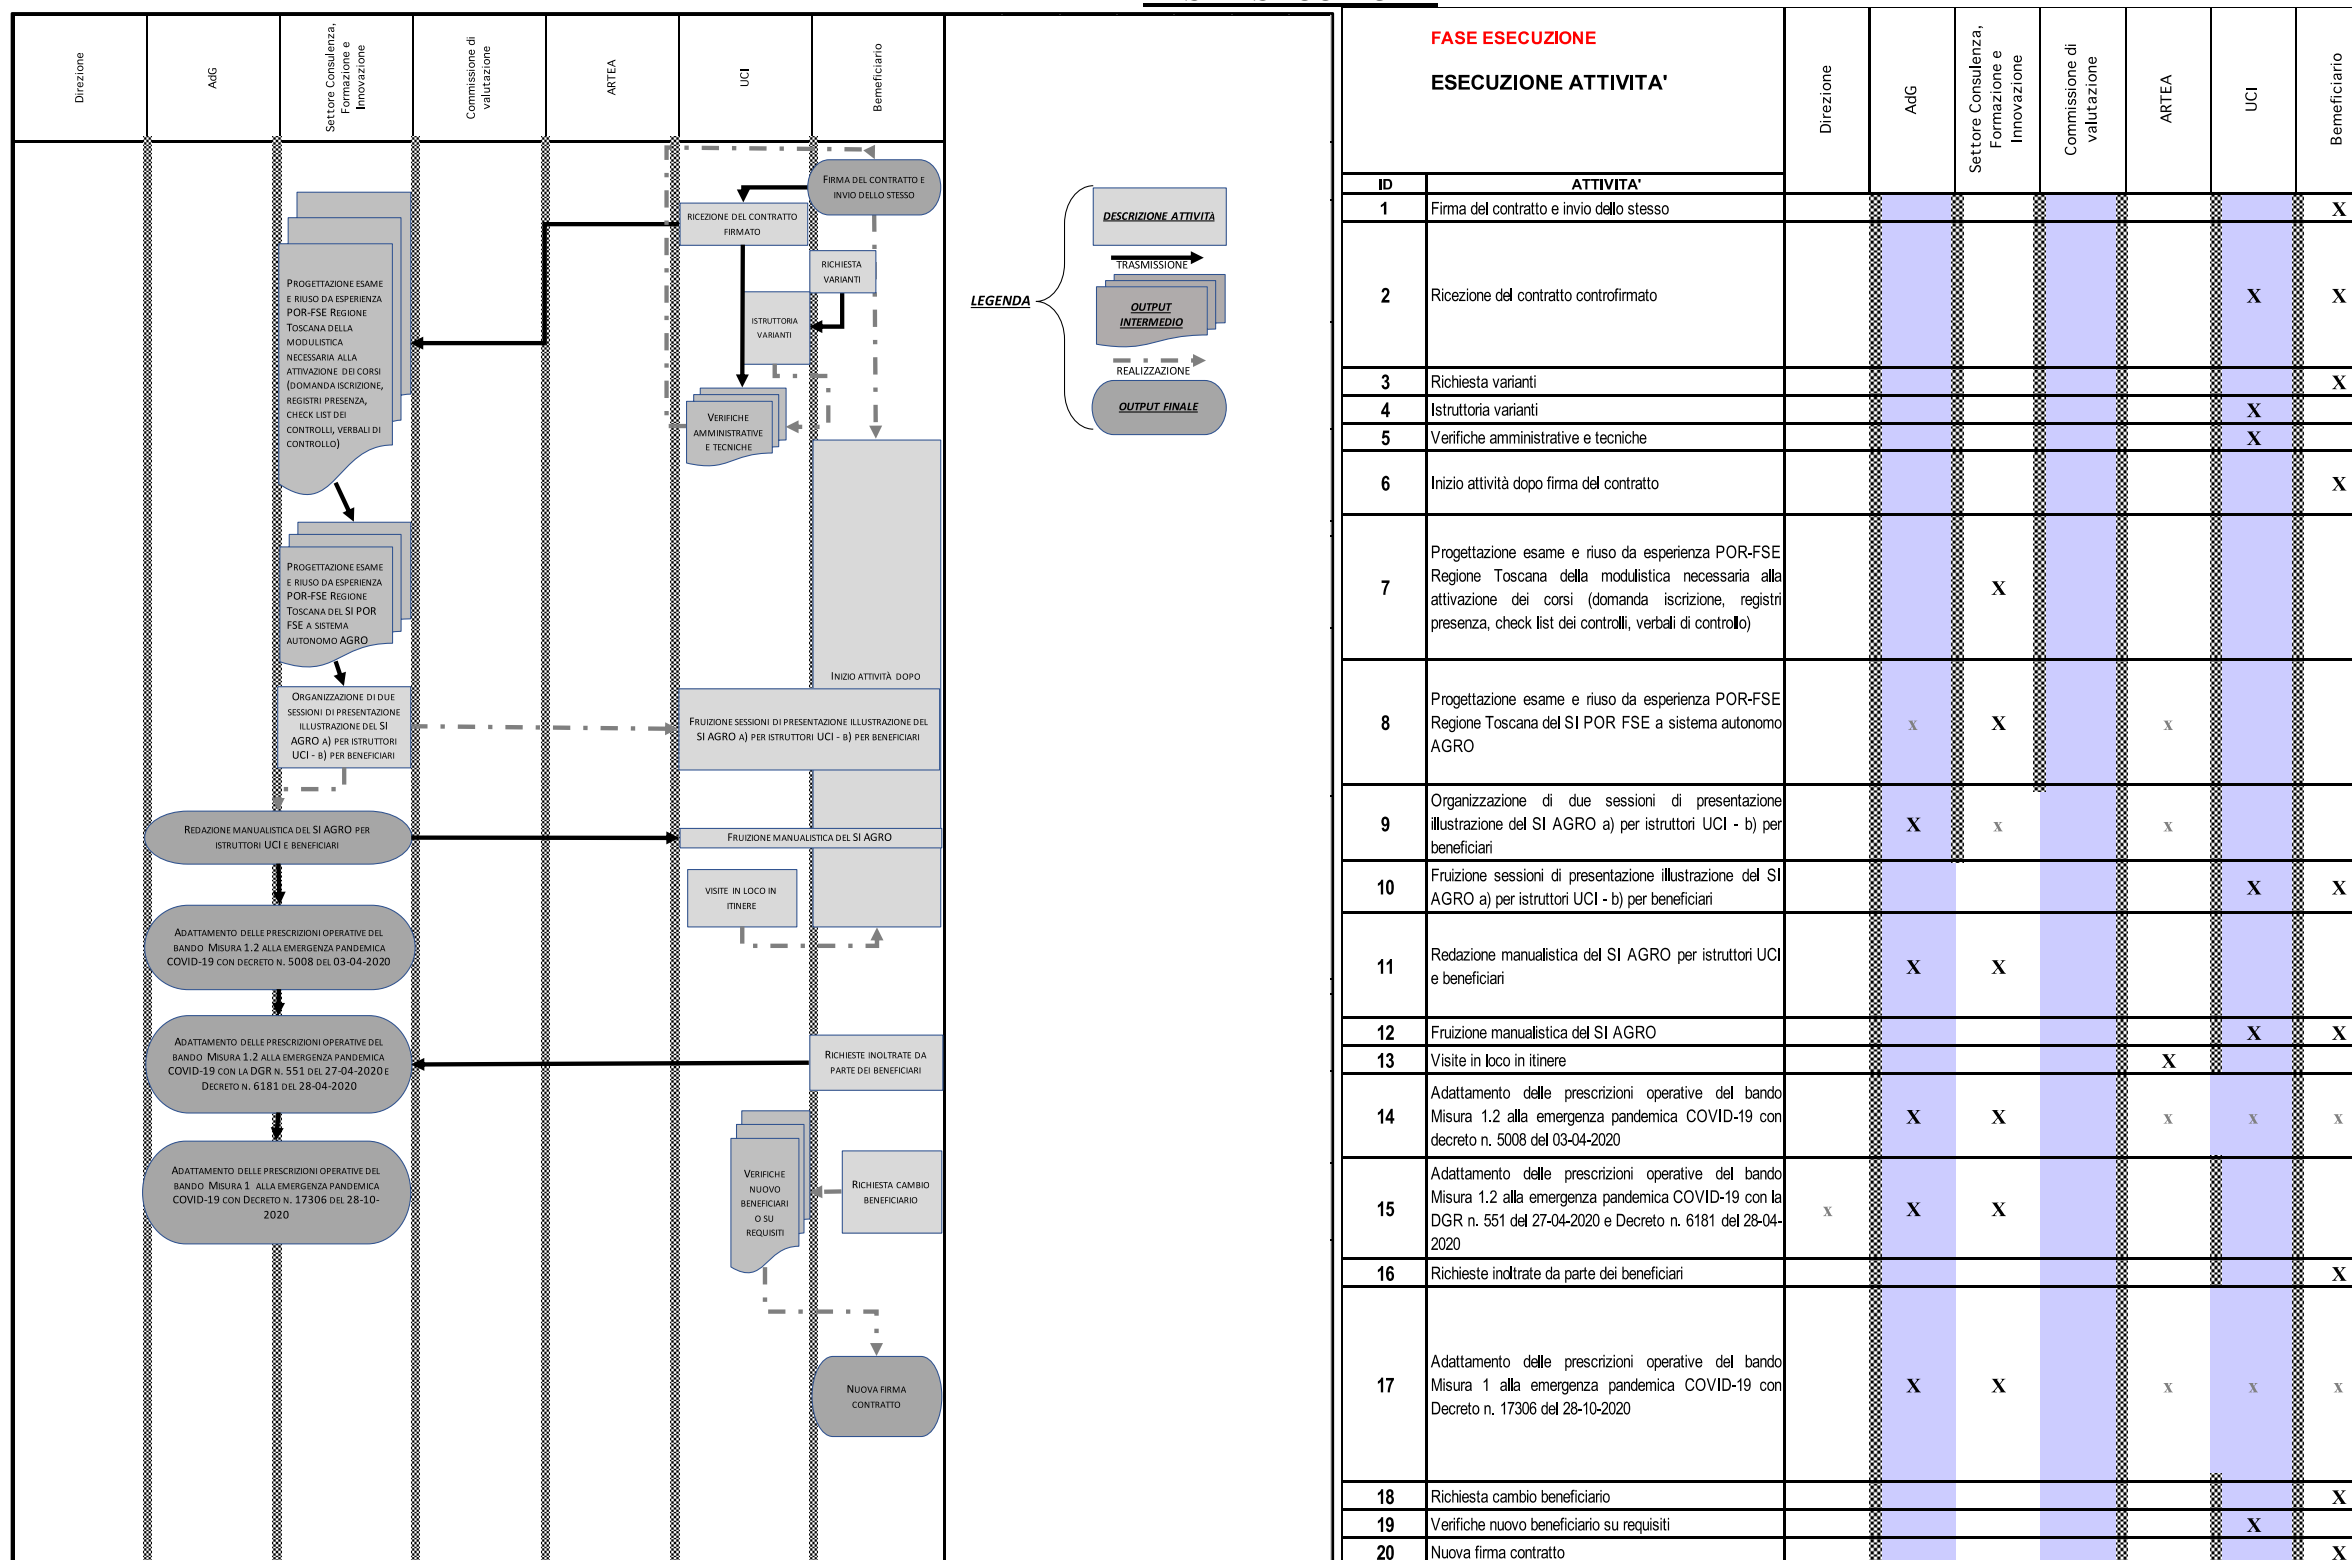 Direzione
AdG
Settore Consulenza,
Formazione e
Innovazione
Commissione di
valutazione
ARTEA
UCI
Bemeficiario
FIRMA DEL CONTRATTO E
INVIO DELLO STESSO
RICEZIONE DEL CONTRATTO
FIRMATO
RICHIESTA
VARIANTI
ISTRUTTORIA
VARIANTI
VERIFICHE
AMMINISTRATIVE
E TECNICHE
PROGETTAZIONE ESAME
E RIUSO DA ESPERIENZA
POR-FSE REGIONE
TOSCANA DELLA
MODULISTICA
NECESSARIA ALLA
ATTIVAZIONE DEI CORSI
(DOMANDA ISCRIZIONE,
REGISTRI PRESENZA,
CHECK LIST DEI
CONTROLLI, VERBALI DI
CONTROLLO)
PROGETTAZIONE ESAME
E RIUSO DA ESPERIENZA
POR-FSE REGIONE
TOSCANA DEL SI POR
FSE A SISTEMA
AUTONOMO AGRO
ORGANIZZAZIONE DI DUE
SESSIONI DI PRESENTAZIONE
ILLUSTRAZIONE DEL SI
AGRO A) PER ISTRUTTORI
UCI - B) PER BENEFICIARI
INIZIO ATTIVITÀ DOPO
FRUIZIONE SESSIONI DI PRESENTAZIONE ILLUSTRAZIONE DEL
SI AGRO A) PER ISTRUTTORI UCI - B) PER BENEFICIARI
REDAZIONE MANUALISTICA DEL SI AGRO PER
ISTRUTTORI UCI E BENEFICIARI
FRUIZIONE MANUALISTICA DEL SI AGRO
VISITE IN LOCO IN
ITINERE
ADATTAMENTO DELLE PRESCRIZIONI OPERATIVE DEL
BANDO MISURA 1.2 ALLA EMERGENZA PANDEMICA
COVID-19 CON DECRETO N. 5008 DEL 03-04-2020
ADATTAMENTO DELLE PRESCRIZIONI OPERATIVE DEL
BANDO MISURA 1.2 ALLA EMERGENZA PANDEMICA
COVID-19 CON LA DGR N. 551 DEL 27-04-2020 E
DECRETO N. 6181 DEL 28-04-2020
RICHIESTE INOLTRATE DA
PARTE DEI BENEFICIARI
ADATTAMENTO DELLE PRESCRIZIONI OPERATIVE DEL
BANDO MISURA 1 ALLA EMERGENZA PANDEMICA
COVID-19 CON DECRETO N. 17306 DEL 28-10-
2020
VERIFICHE
NUOVO
BENEFICIARI
O SU
REQUISITI
RICHIESTA CAMBIO
BENEFICIARIO
NUOVA FIRMA
CONTRATTO
LEGENDA
DESCRIZIONE ATTIVITÀ
TRASMISSIONE
OUTPUT
INTERMEDIO
REALIZZAZIONE
OUTPUT FINALE
FASE ESECUZIONE
ESECUZIONE ATTIVITA'
Direzione
AdG
Settore Consulenza,
Formazione e
Innovazione
Commissione di
valutazione
ARTEA
UCI
Bemeficiario
ID ATTIVITA'
1 Firma del contratto e invio dello stesso X
2 Ricezione del contratto controfirmato X X
3 Richiesta varianti X
4 Istruttoria varianti X
5 Verifiche amministrative e tecniche X
6 Inizio attività dopo firma del contratto X
Progettazione esame e riuso da esperienza POR-FSE
Regione Toscana della modulistica necessaria alla
7 attivazione dei corsi (domanda iscrizione, registri X
presenza, check list dei controlli, verbali di controllo)
Progettazione esame e riuso da esperienza POR-FSE
8 Regione Toscana del SI POR FSE a sistema autonomo x X x
AGRO
Organizzazione di due sessioni di presentazione
9 illustrazione del SI AGRO a) per istruttori UCI - b) per X x x
beneficiari
10 Fruizione sessioni di presentazione illustrazione del SI X X
AGRO a) per istruttori UCI - b) per beneficiari
11 Redazione manualistica del SI AGRO per istruttori UCI X X
e beneficiari
12 Fruizione manualistica del SI AGRO X X
13 Visite in loco in itinere X
Adattamento delle prescrizioni operative del bando
14 Misura 1.2 alla emergenza pandemica COVID-19 con X X x x x
decreto n. 5008 del 03-04-2020
Adattamento delle prescrizioni operative del bando
Misura 1.2 alla emergenza pandemica COVID-19 con la
15 DGR n. 551 del 27-04-2020 e Decreto n. 6181 del 28-04- x X X
2020
16 Richieste inoltrate da parte dei beneficiari X
Adattamento delle prescrizioni operative del bando
17 Misura 1 alla emergenza pandemica COVID-19 con X X x x x
Decreto n. 17306 del 28-10-2020
18 Richiesta cambio beneficiario X
19 Verifiche nuovo beneficiario su requisiti X
20 Nuova firma contratto X